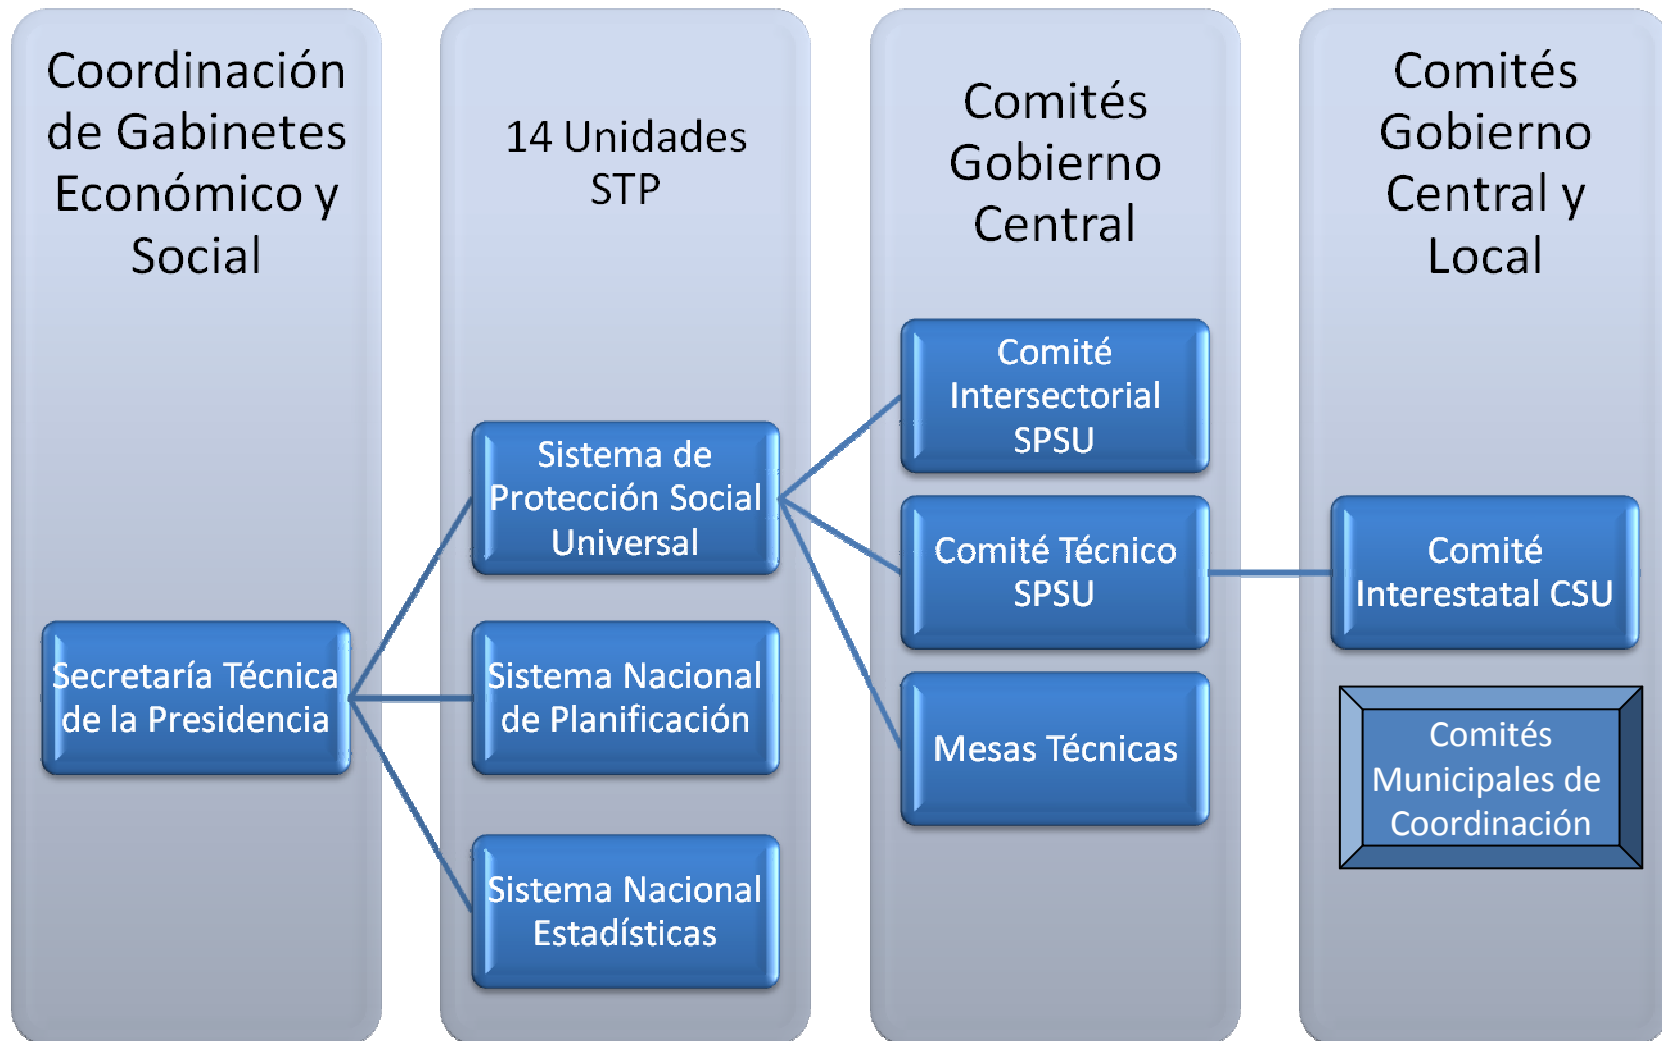 Coordinación
de Gabinetes
Económico y
Social
Secretaría Técnica
de la Presidencia
14 Unidades
STP
Sistema de
Protección Social
Universal
Sistema Nacional
de Planificación
Sistema Nacional
Estadísticas
Comités
Gobierno
Central
Comité
Intersectorial
SPSU
Comité Técnico
SPSU
Mesas Técnicas
Comités
Gobierno
Central y
Local
Comité
Interestatal CSU
Comités
Municipales de
Coordinación